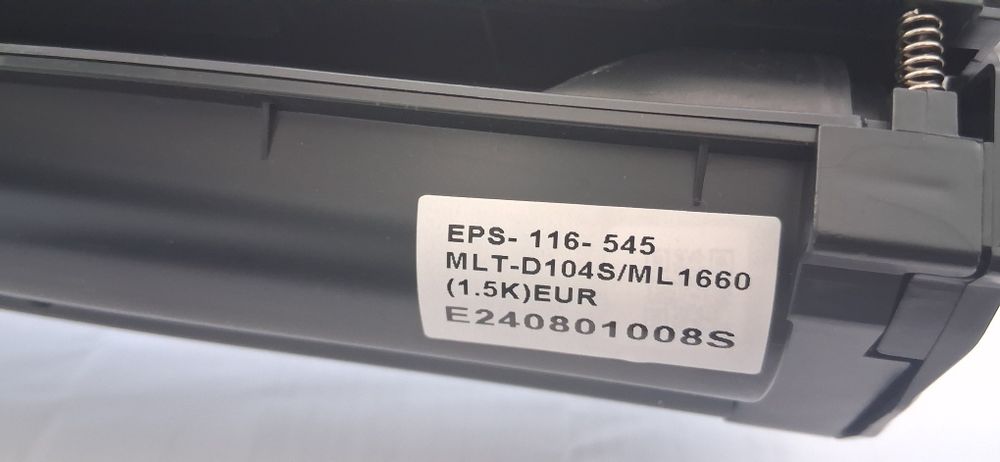 EPS- 116- 545
MLT-D104S/ML1660
(1.5K)EUR
E240801008S